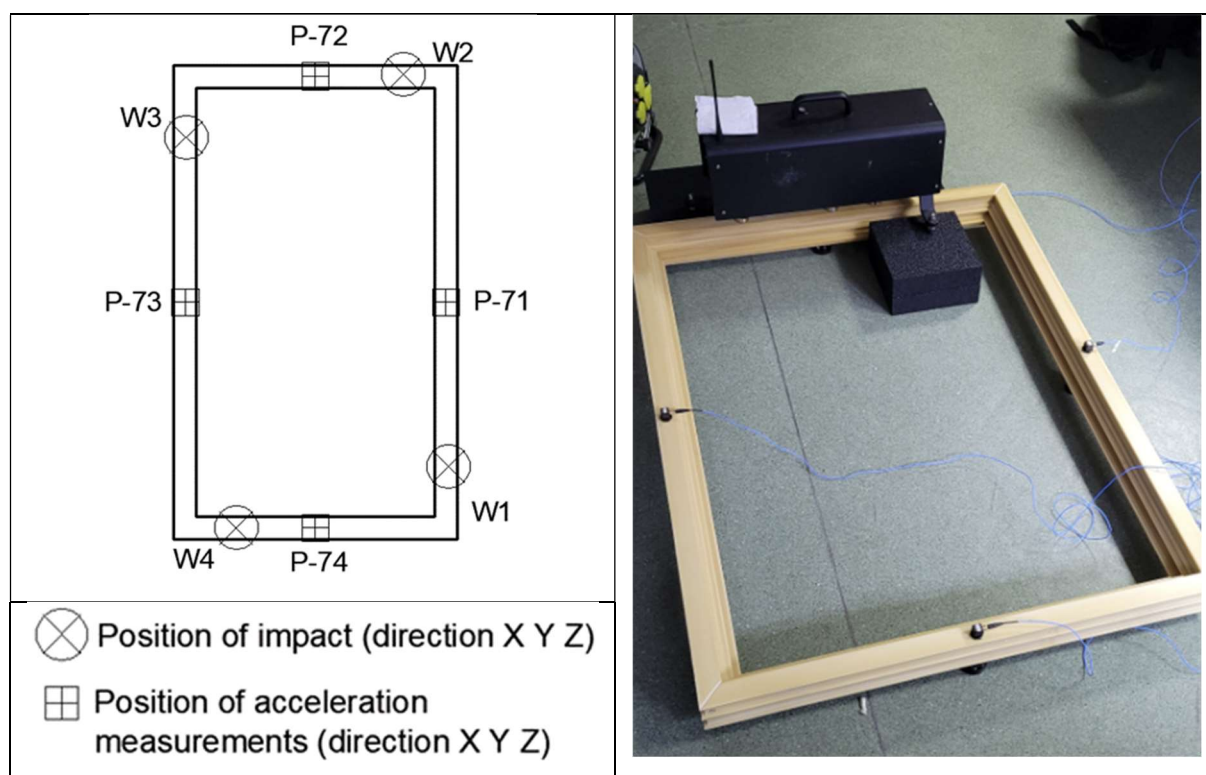 P-72
W2
W3
P-73
P-71
W1
W4
P-74
Position of impact (direction X Y Z)
Position of acceleration
measurements (direction X Y Z)